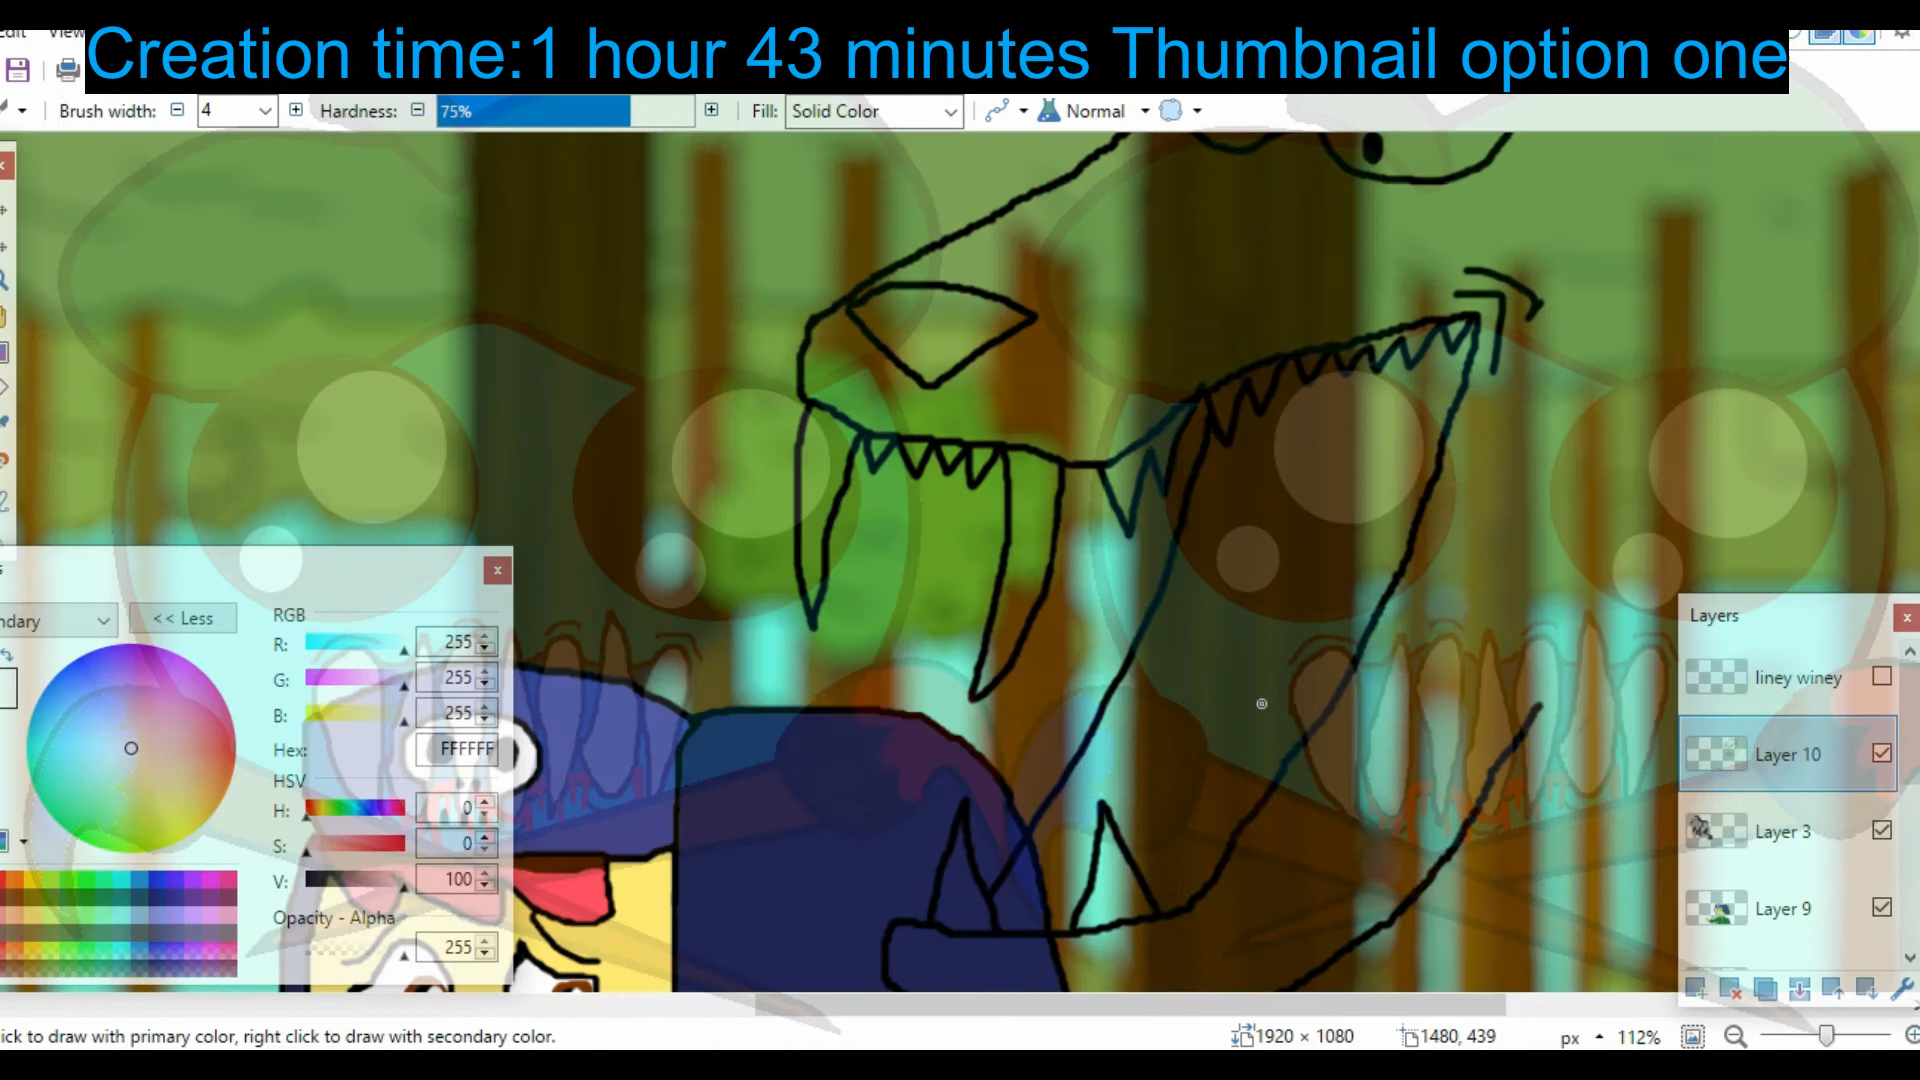 Creation time:1 hour 43 minutes Thumbnail option one
Edit View
Brush width: 4 Hardness: 75% Fill: Solid Color Normal
<< Less
RGB
R: 255
G: 255
B: 255
Hex: FFFFFF
HSV
H: 0
S: 0
V: 100
Opacity - Alpha
255
Layers
liney winey
Layer 10
Layer 3
Layer 9
ick to draw with primary color, right click to draw with secondary color.
1920 × 1080 1480, 439 px 112%